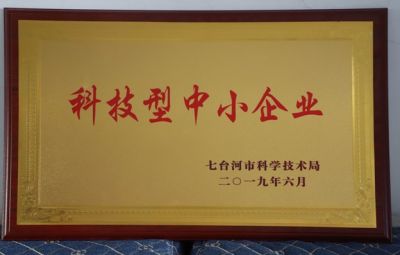 科技型中小企业
七台河市科学技术局
二〇一九年六月